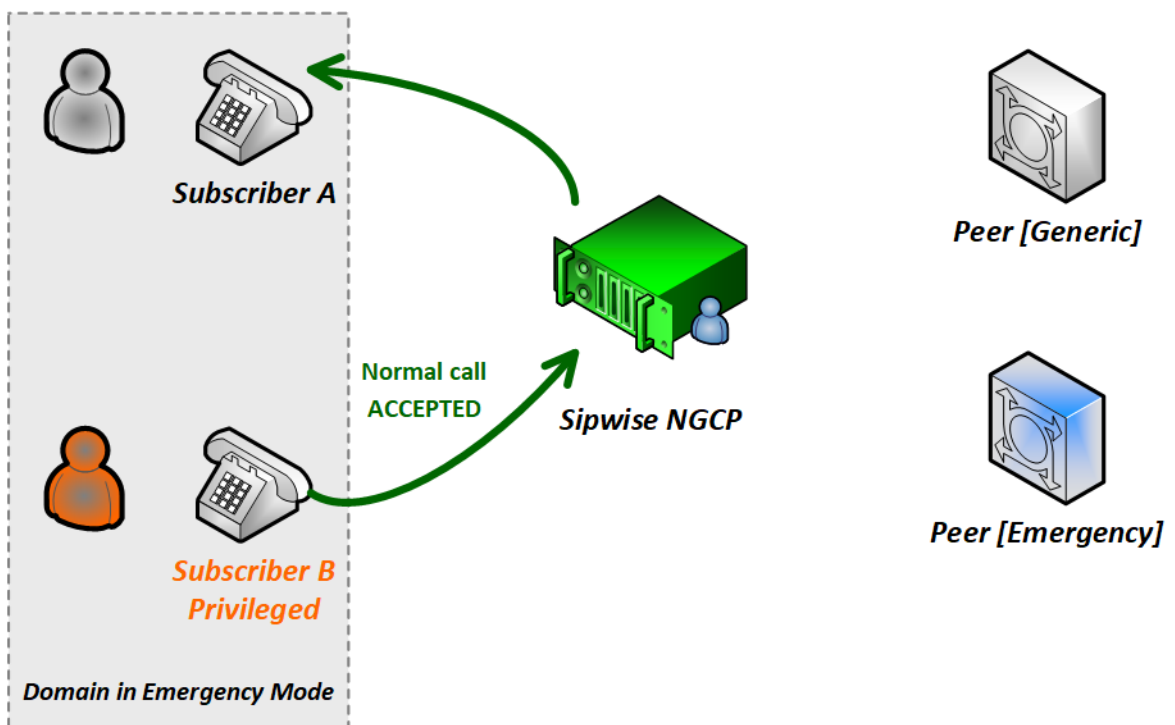 Subscriber A
Peer [Generic]
Normal call
ACCEPTED
Sipwise NGCP
Peer [Emergency]
Subscriber B
Privileged
Domain in Emergency Mode